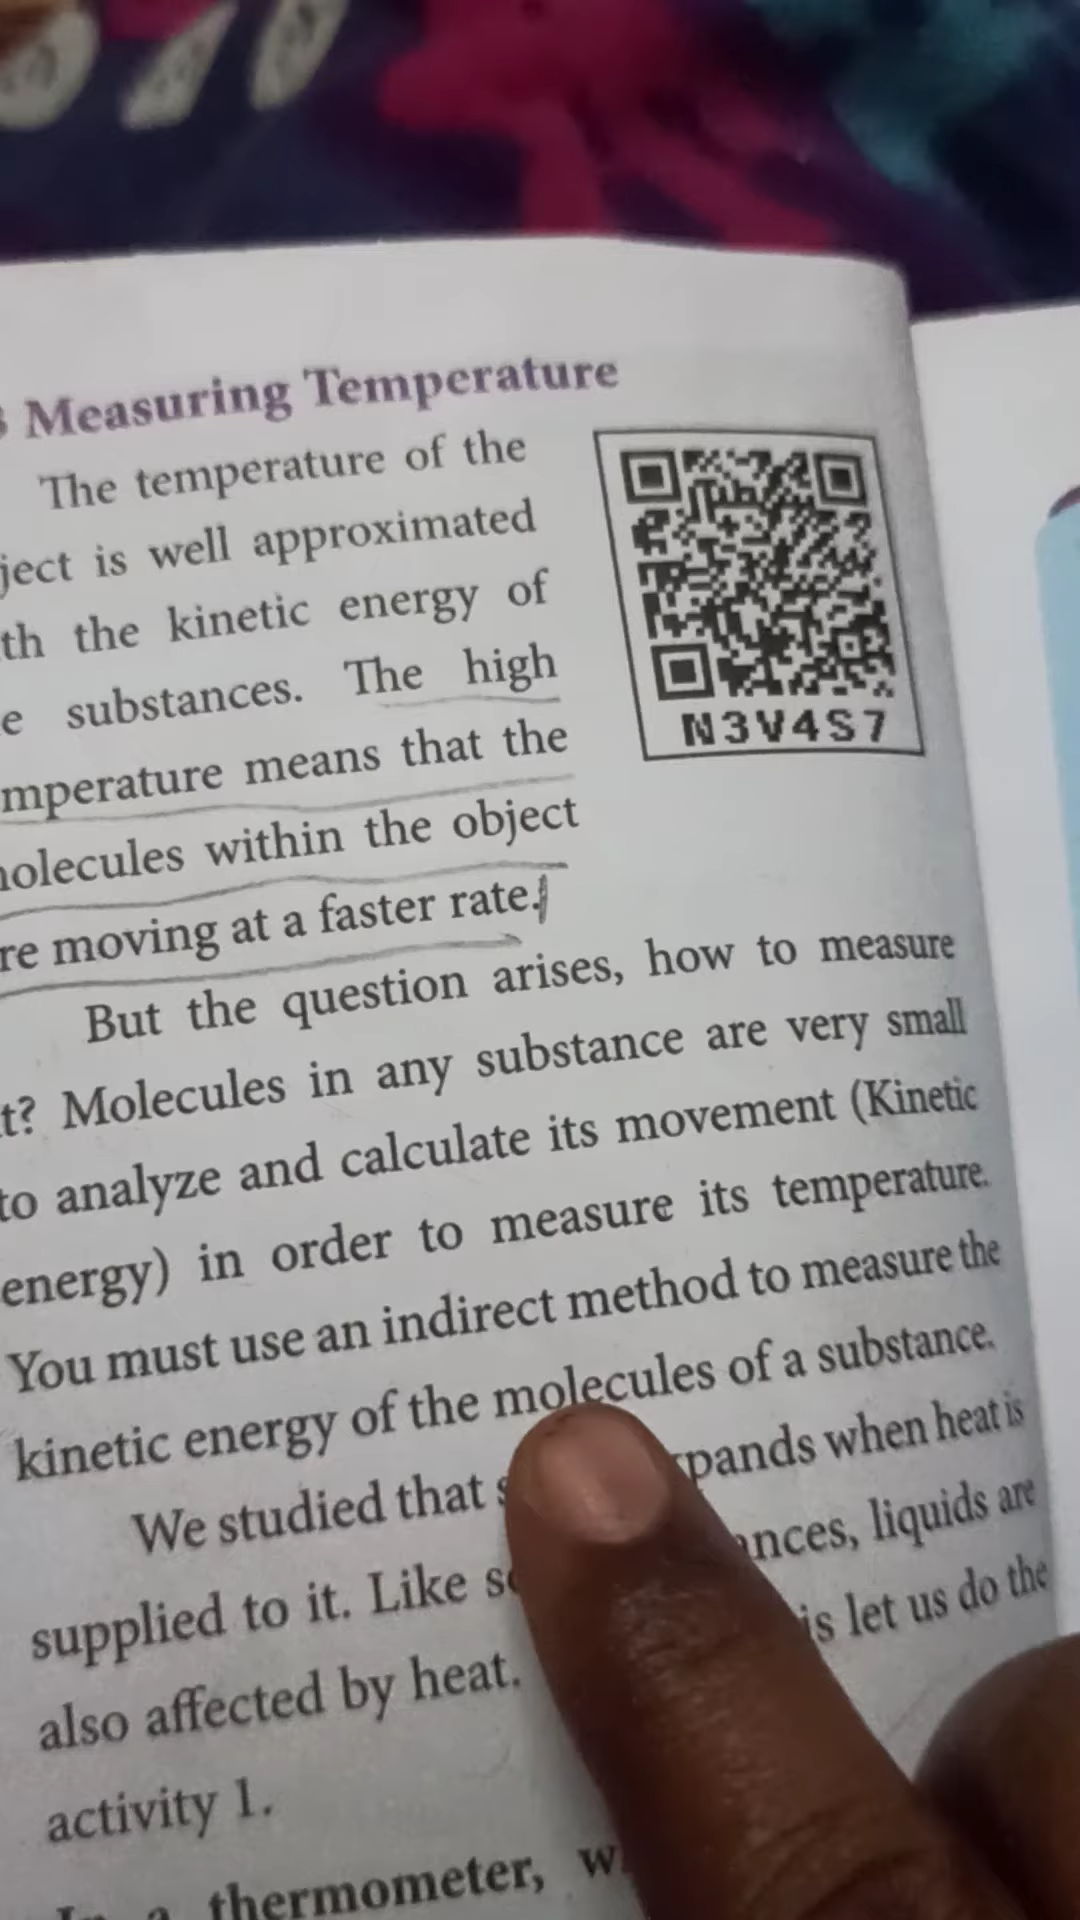 Measuring Temperature
The temperature of the
ject is well approximated
th the kinetic energy of
e substances. The high
mperature means that the
olecules within the object
re moving at a faster rate.
N3V4S7
But the question arises, how to measure
t? Molecules in any substance are very small
to analyze and calculate its movement (Kinetic
energy) in order to measure its temperature.
You must use an indirect method to measure the
kinetic energy of the molecules of a substance.
We studied that pands when heat is
supplied to it. Like ances, liquids are
also affected by heat. is let us do the
activity 1.
In a thermometer, w